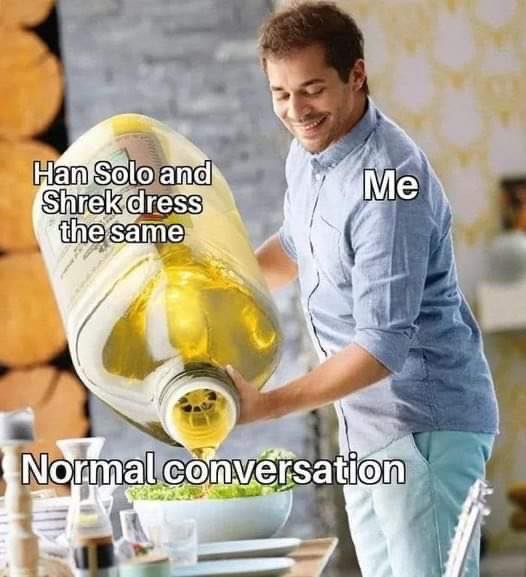 Han Solo and
Shrek dress
the same
Me
Normal conversation